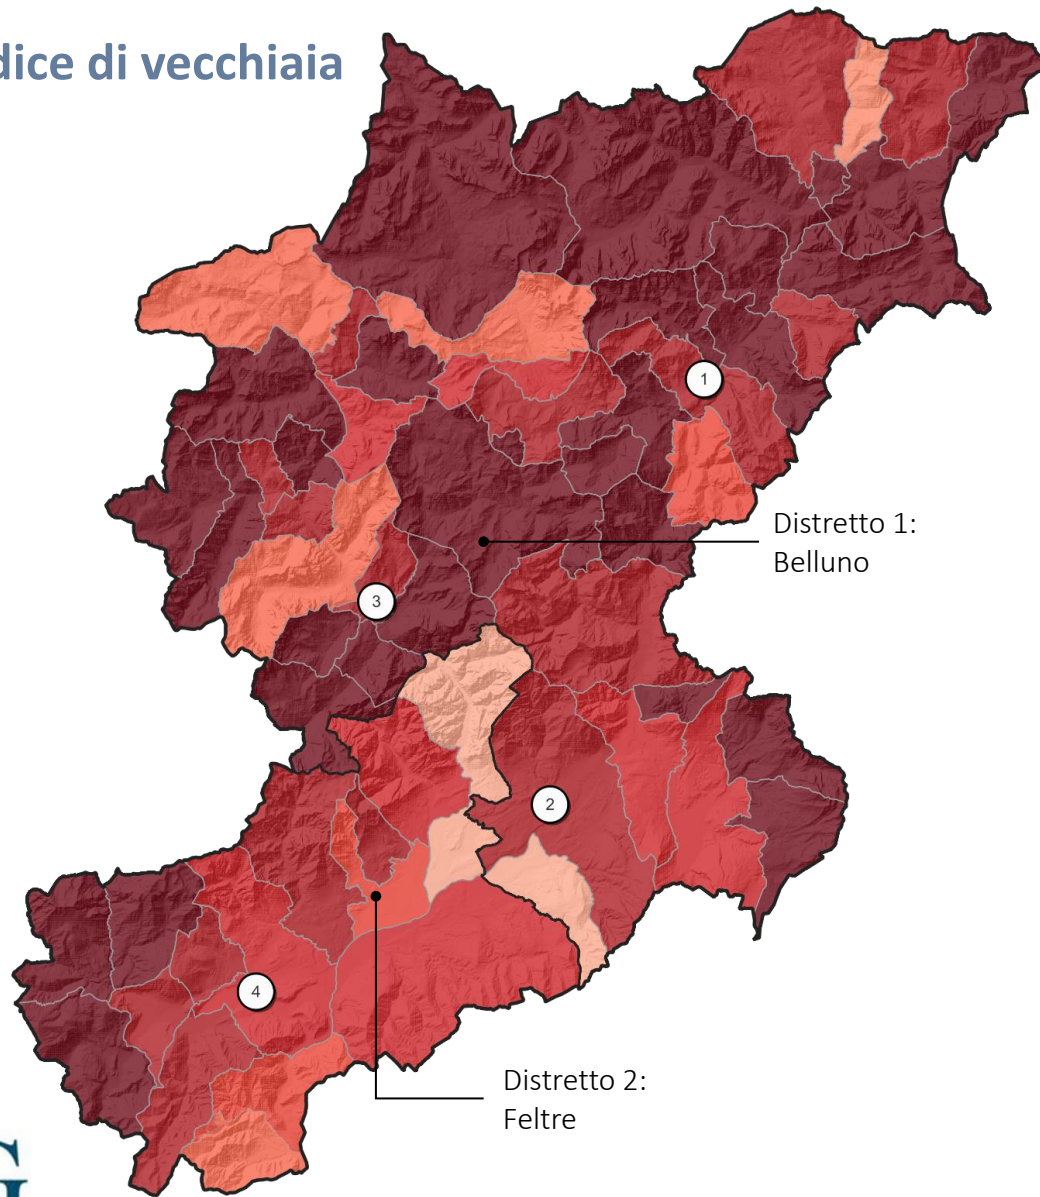 dice di vecchiaia
1
Distretto 1:
Belluno
3
2
4
Distretto 2:
Feltre